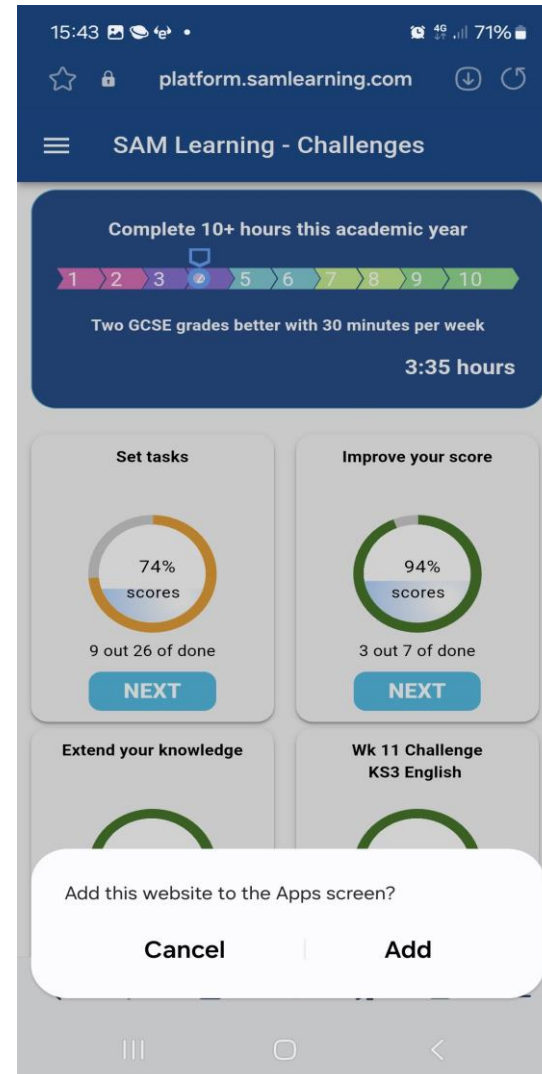 15:43
4G
71%
platform.samlearning.com
SAM Learning - Challenges
Complete 10+ hours this academic year
1 2 3 5 6 7 8 9 10
Two GCSE grades better with 30 minutes per week
3:35 hours
Set tasks
74%
scores
9 out 26 of done
NEXT
Improve your score
94%
scores
3 out 7 of done
NEXT
Extend your knowledge
Wk 11 Challenge
KS3 English
Add this website to the Apps screen?
Cancel
Add